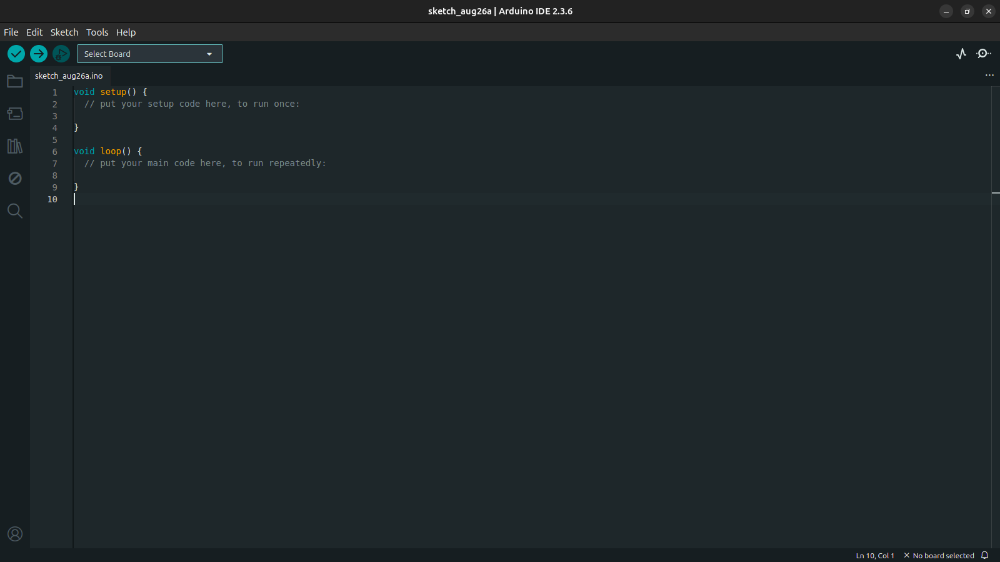 sketch_aug26a | Arduino IDE 2.3.6
File Edit Sketch Tools Help
Select Board
sketch_aug26a.ino
1 void setup() {
2   // put your setup code here, to run once:
3
4 }
5
6 void loop() {
7   // put your main code here, to run repeatedly:
8
9 }
10
Ln 10, Col 1 No board selected